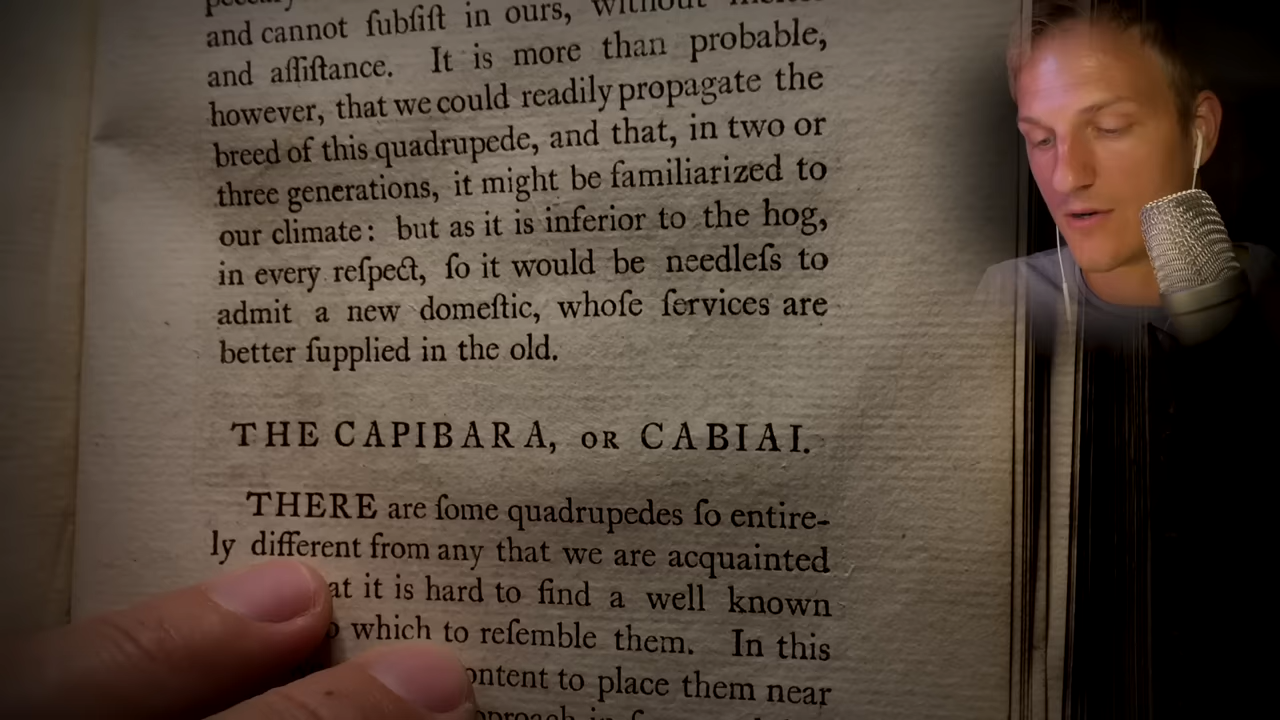 and cannot ſubſiſt in ours, without
and aſſiſtance. It is more than probable,
however, that we could readily propagate the
breed of this quadrupede, and that, in two or
three generations, it might be familiarized to
our climate: but as it is inferior to the hog,
in every reſpect, ſo it would be needleſs to
admit a new domeſtic, whoſe ſervices are
better ſupplied in the old.
THE CAPIBARA, OR CABIAI.
THERE are ſome quadrupedes ſo entire-
ly different from any that we are acquainted
it is hard to find a well known
which to reſemble them. In this
to place them near